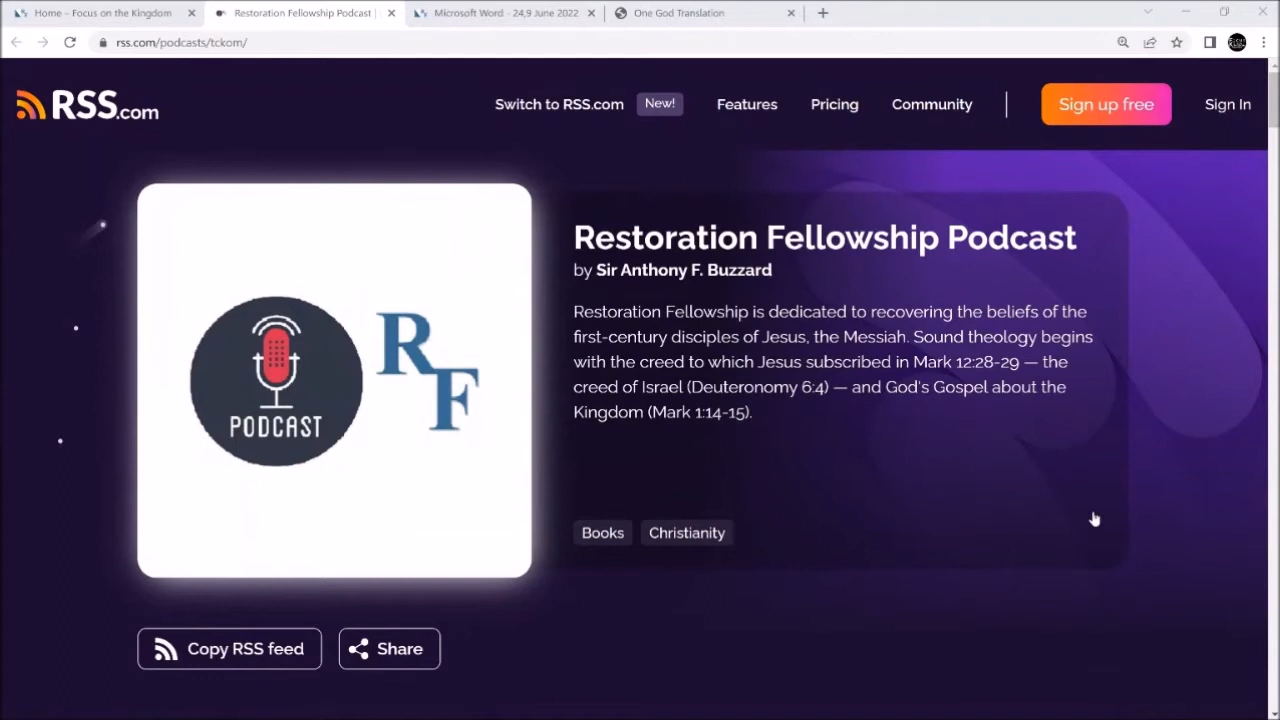 Home – Focus on the Kingdom
Restoration Fellowship Podcast |
Microsoft Word - 24,9 June 2022
One God Translation
rss.com/podcasts/tckom/
RSS.com
Switch to RSS.com
New!
Features
Pricing
Community
Sign up free
Sign In
Restoration Fellowship Podcast
by Sir Anthony F. Buzzard
Restoration Fellowship is dedicated to recovering the beliefs of the
first-century disciples of Jesus, the Messiah. Sound theology begins
with the creed to which Jesus subscribed in Mark 12:28-29 — the
creed of Israel (Deuteronomy 6:4) — and God's Gospel about the
Kingdom (Mark 1:14-15).
PODCAST
RF
Books
Christianity
Copy RSS feed
Share